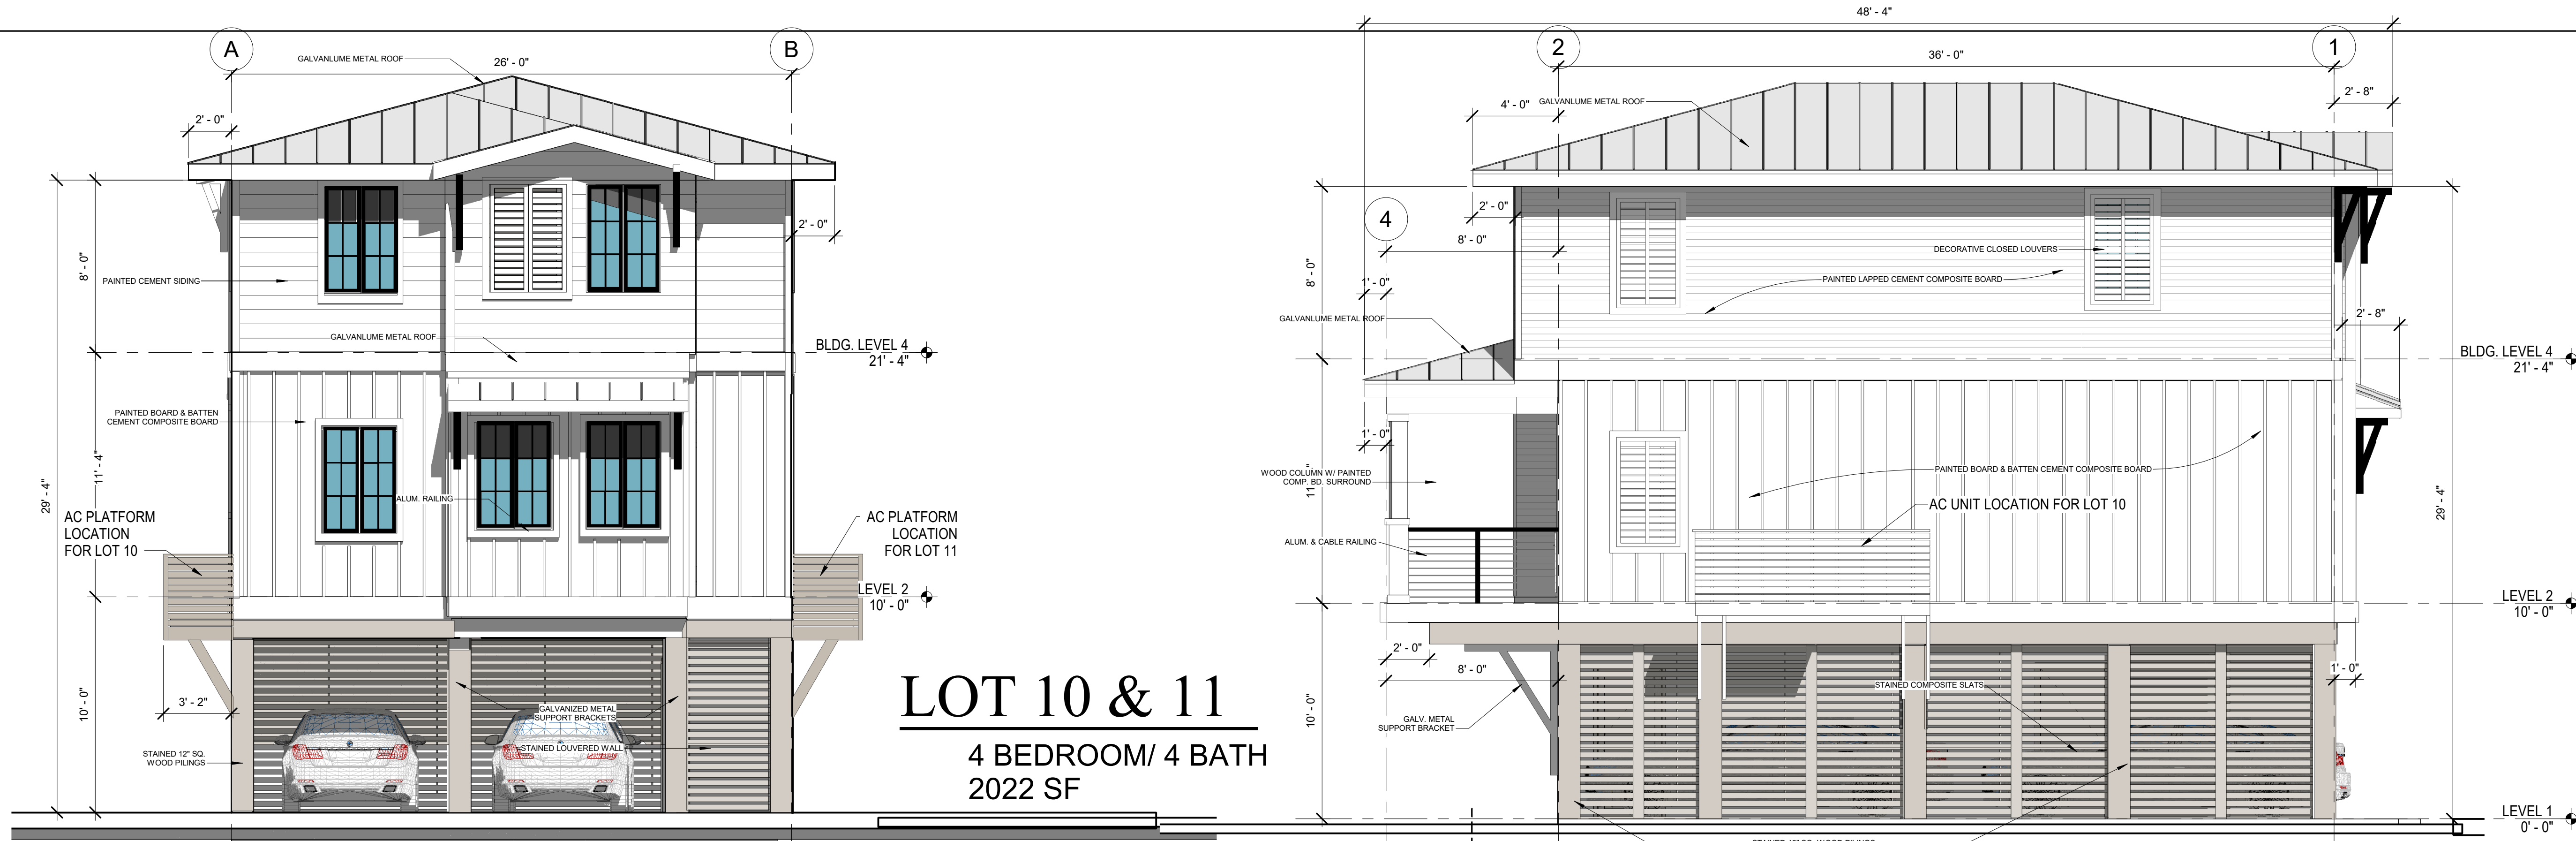 48' - 4"
A
B
2
1
GALVANLUME METAL ROOF
26' - 0"
36' - 0"
2' - 8"
4' - 0"
GALVANLUME METAL ROOF
2' - 0"
2' - 0"
2' - 0"
4
8' - 0"
DECORATIVE CLOSED LOUVERS
8' - 0"
8' - 0"
PAINTED CEMENT SIDING
PAINTED LAPPED CEMENT COMPOSITE BOARD
1' - 0"
GALVANLUME METAL ROOF
2' - 8"
GALVANLUME METAL ROOF
BLDG. LEVEL 4
21' - 4"
BLDG. LEVEL 4
21' - 4"
PAINTED BOARD & BATTEN
CEMENT COMPOSITE BOARD
1' - 0"
11' - 4"
29' - 4"
WOOD COLUMN W/ PAINTED
COMP. BD. SURROUND
11 "
PAINTED BOARD & BATTEN CEMENT COMPOSITE BOARD
29' - 4"
ALUM. RAILING
AC UNIT LOCATION FOR LOT 10
AC PLATFORM
LOCATION
FOR LOT 10
AC PLATFORM
LOCATION
FOR LOT 11
ALUM. & CABLE RAILING
LEVEL 2
10' - 0"
LEVEL 2
10' - 0"
2' - 0"
8' - 0"
1' - 0"
10' - 0"
3' - 2"
GALVANIZED METAL
SUPPORT BRACKETS
STAINED LOUVERED WALL
STAINED 12" SQ.
WOOD PILINGS
LOT 10 & 11
4 BEDROOM/ 4 BATH
2022 SF
10' - 0"
GALV. METAL
SUPPORT BRACKET
STAINED COMPOSITE SLATS
LEVEL 1
0' - 0"